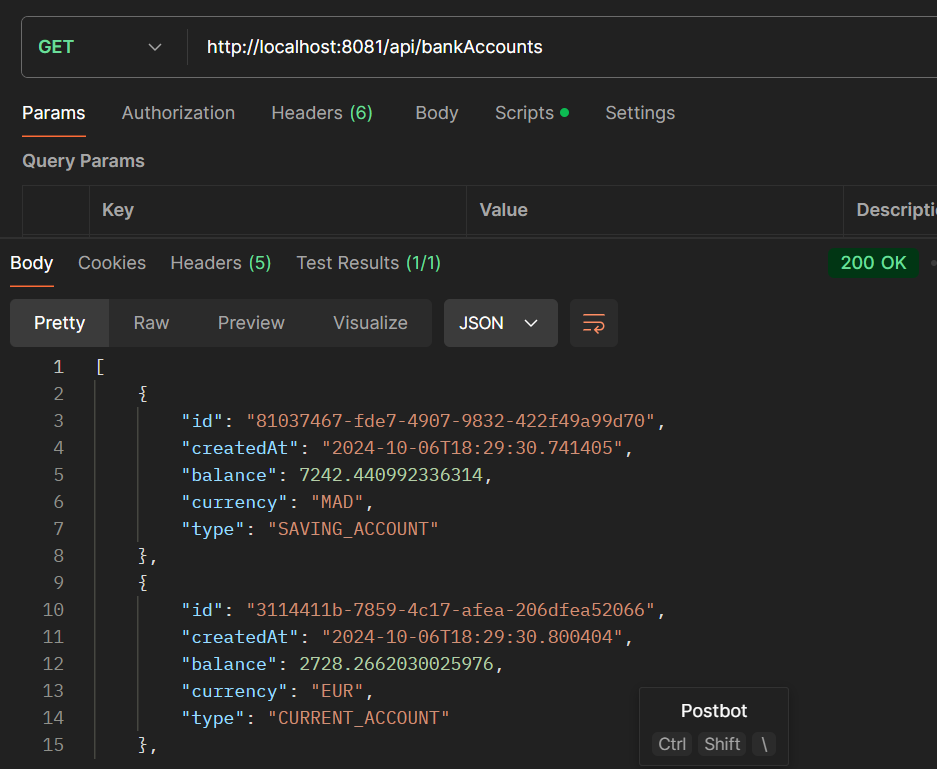 GET http://localhost:8081/api/bankAccounts
Params Authorization Headers (6) Body Scripts Settings
Query Params
Key Value Descripti
Body Cookies Headers (5) Test Results (1/1) 200 OK
Pretty Raw Preview Visualize JSON
1 [
2 {
3 "id": "81037467-fde7-4907-9832-422f49a99d70",
4 "createdAt": "2024-10-06T18:29:30.741405",
5 "balance": 7242.440992336314,
6 "currency": "MAD",
7 "type": "SAVING_ACCOUNT"
8 },
9 {
10 "id": "3114411b-7859-4c17-afea-206dfea52066",
11 "createdAt": "2024-10-06T18:29:30.800404",
12 "balance": 2728.2662030025976,
13 "currency": "EUR",
14 "type": "CURRENT_ACCOUNT"
15 },
Postbot
Ctrl Shift \